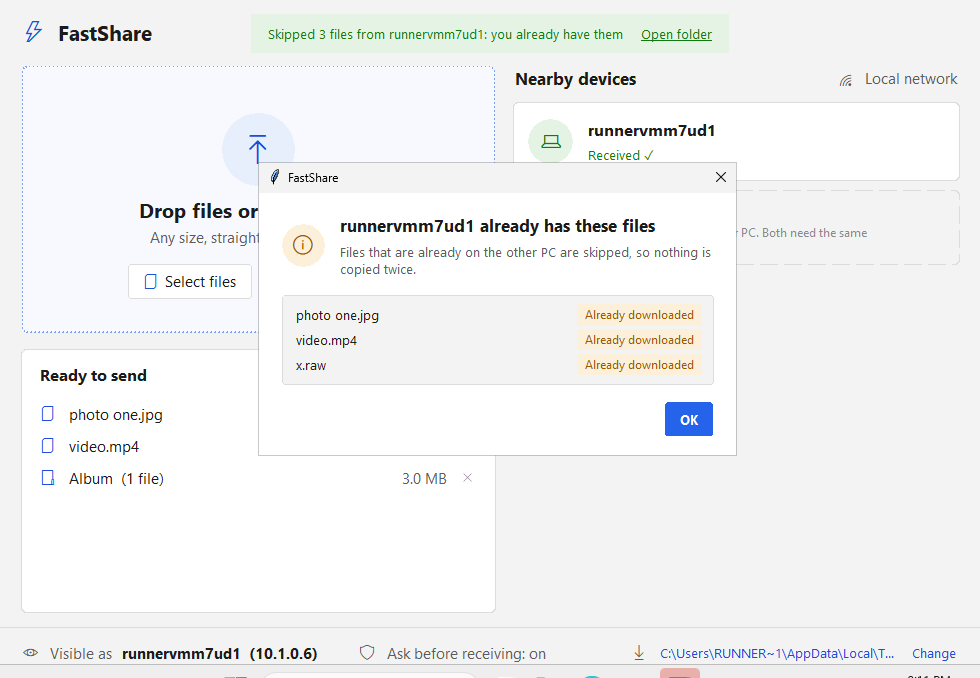 FastShare
Skipped 3 files from runnervmm7ud1: you already have them Open folder
Nearby devices
Local network
runnervmm7ud1
Received ✓
Drop files or
Any size, straight
Select files
PC. Both need the same
FastShare
runnervmm7ud1 already has these files
Files that are already on the other PC are skipped, so nothing is
copied twice.
photo one.jpg Already downloaded
video.mp4 Already downloaded
x.raw Already downloaded
OK
Ready to send
photo one.jpg
video.mp4
Album (1 file) 3.0 MB
Visible as runnervmm7ud1 (10.1.0.6)
Ask before receiving: on
C:\Users\RUNNER~1\AppData\Local\T... Change